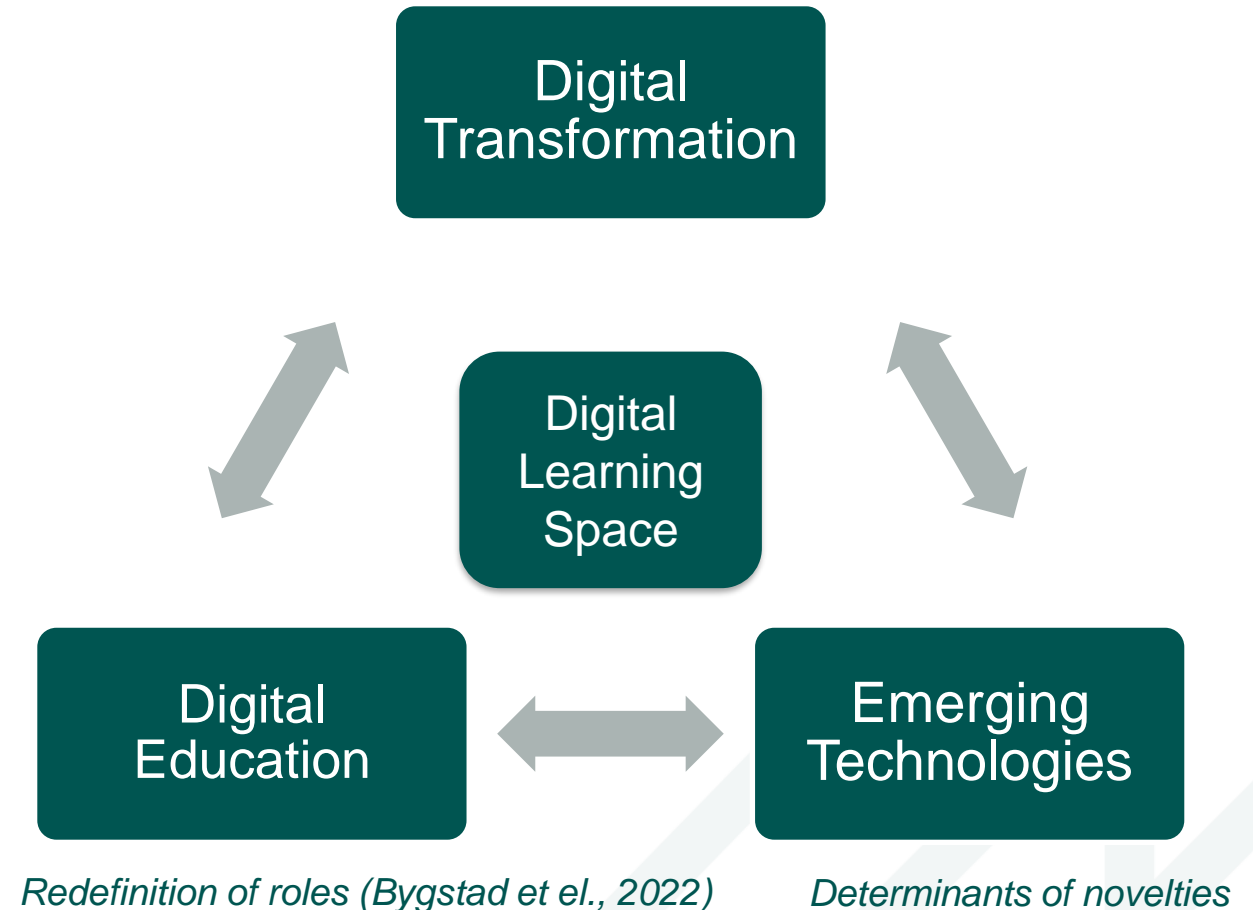 Digital
Transformation
Digital
Learning
Space
Digital
Education
Emerging
Technologies
Redefinition of roles (Bygstad et el., 2022)
Determinants of novelties